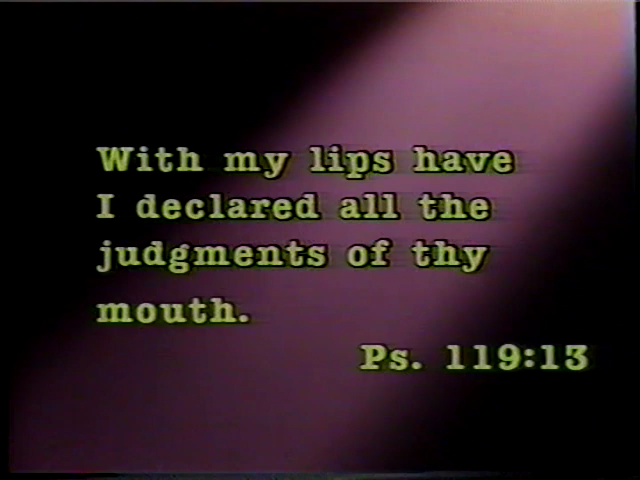 With my lips have
I declared all the
judgments of thy
mouth.
Ps. 119:13